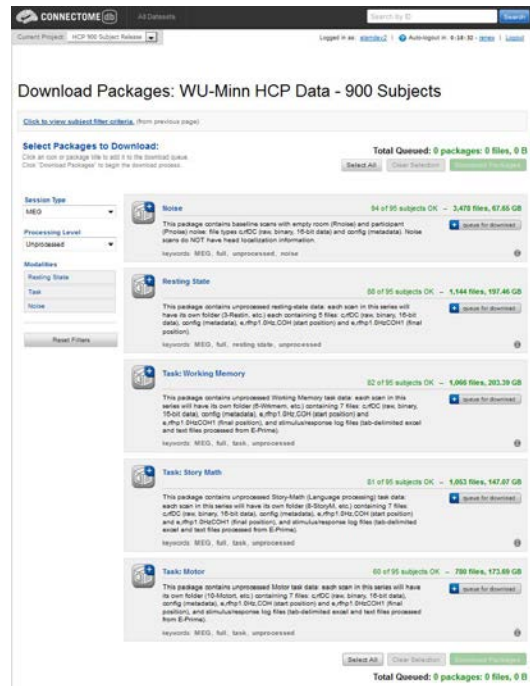 CONNECTOME db
All Datasets
Search by ID
Search
Current Project: HCP 900 Subject Release
Logged in as:
Auto-logout in
Logout
Download Packages: WU-Minn HCP Data - 900 Subjects
Click to view subject filter criteria. (from previous page)
Select Packages to Download:
Click an icon or package title to add it to the download queue.
Click "Download Packages" to begin the download process.
Total Queued: 0 packages: 0 files, 0 B
Select All
Clear Selection
Download Packages
Session Type
MEG
Processing Level
Unprocessed
Modalities
Resting State
Task
Noise
Reset Filters
Noise
94 of 95 subjects OK – 3,478 files, 67.65 GB
This package contains baseline scans with empty room (Rnoise) and participant
(Pnoise) noise: file types c,rfDC (raw, binary, 16-bit data) and config (metadata). Noise
scans do NOT have head localization information.
queue for download
keywords: MEG, full, unprocessed, noise
Resting State
subjects OK – 1,144 files, 197.46 GB
This package contains unprocessed resting-state data: each scan in this series will
have its own folder (3-Restin, etc.) each containing 5 files: c,rfDC (raw, binary, 16-bit
data), config (metadata), e,rfhp1.0Hz,COH (start position) and e,rfhp1.0HzCOH1 (final
position).
queue for download
keywords: MEG, full, resting state, unprocessed
Task: Working Memory
82 of 95 subjects OK – 1,066 files, 203.39 GB
This package contains unprocessed Working Memory task data: each scan in this
series will have its own folder (6-Wrkmem, etc.) containing 7 files: c,rfDC (raw, binary,
16-bit data), config (metadata), e,rfhp1.0Hz,COH (start position) and
e,rfhp1.0HzCOH1 (final position), and stimulus/response log files (tab-delimited excel
and text files processed from E-Prime).
queue for download
keywords: MEG, full, task, unprocessed
Task: Story Math
81 of 95 subjects OK – 1,053 files, 147.07 GB
This package contains unprocessed Story-Math (Language processing) task data:
each scan in this series will have its own folder (8-StoryM, etc.) containing 7 files:
c,rfDC (raw, binary, 16-bit data), config (metadata), e,rfhp1.0Hz,COH (start position)
and e,rfhp1.0HzCOH1 (final position), and stimulus/response log files (tab-delimited
excel and text files processed from E-Prime).
queue for download
keywords: MEG, full, task, unprocessed
Task: Motor
60 of 95 subjects OK – 780 files, 173.69 GB
This package contains unprocessed Motor task data: each scan in this series will have
its own folder (10-Motort, etc.) containing 7 files: c,rfDC (raw, binary, 16-bit data),
config (metadata), e,rfhp1.0Hz,COH (start position) and e,rfhp1.0HzCOH1 (final
position), and stimulus/response log files (tab-delimited excel and text files processed
from E-Prime).
queue for download
keywords: MEG, full, task, unprocessed
Select All
Clear Selection
Download Packages
Total Queued: 0 packages: 0 files, 0 B